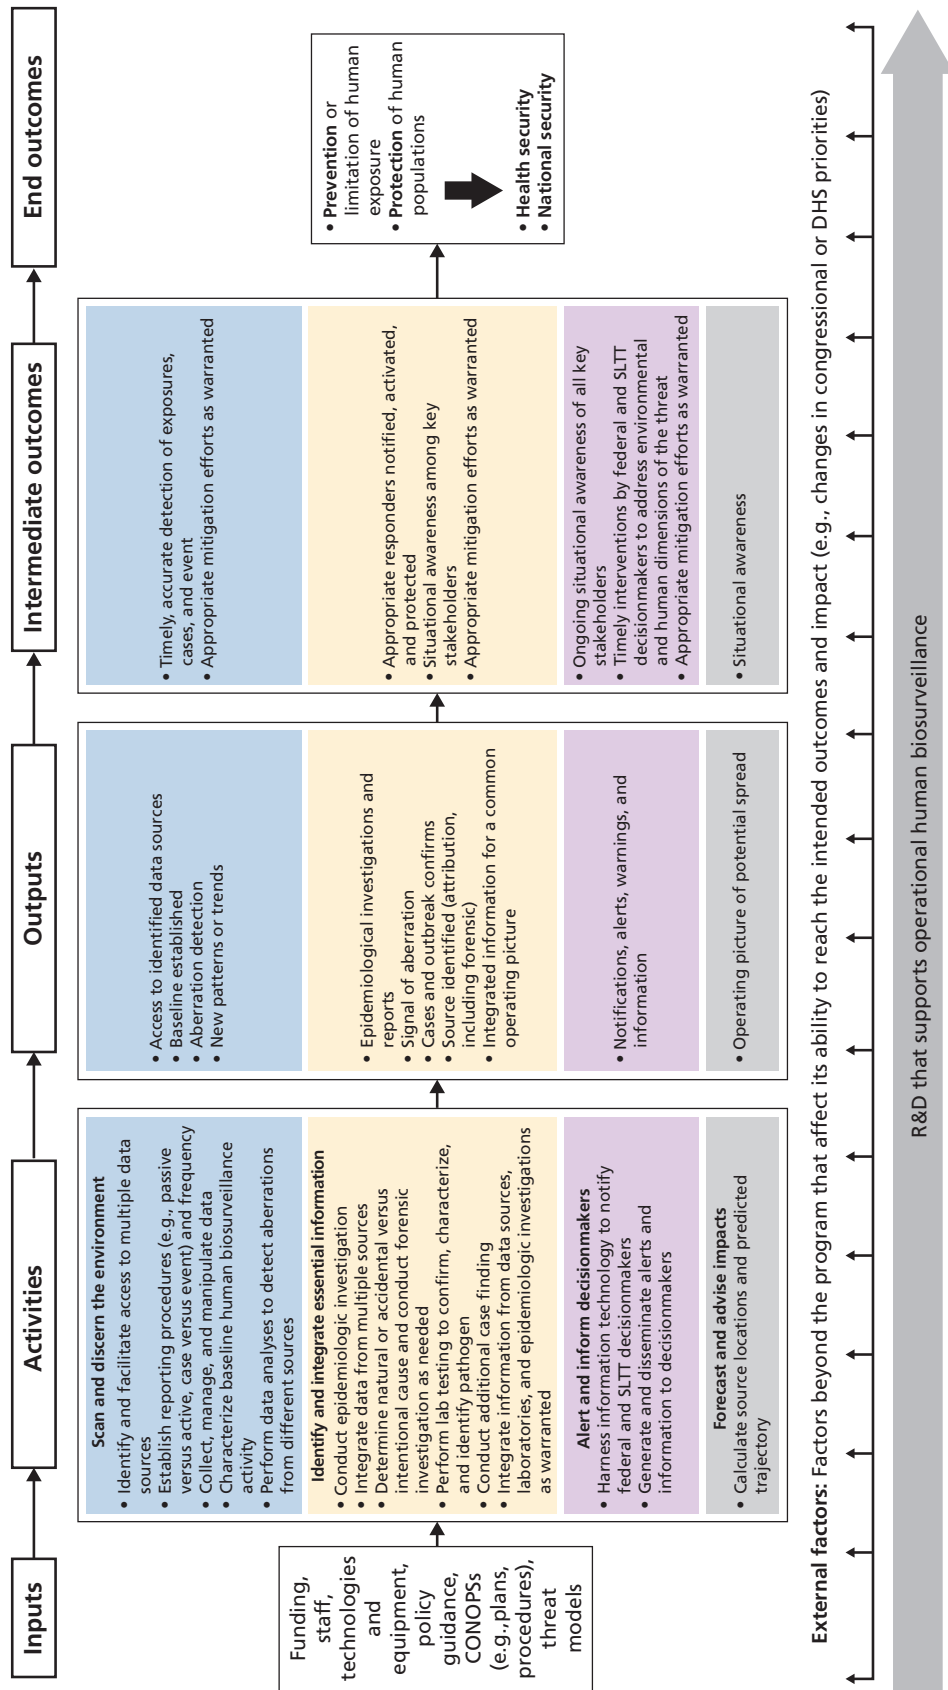 Inputs
Activities
Outputs
Intermediate outcomes
End outcomes
Funding,
staff,
technologies
and
equipment,
policy
guidance,
CONOPSs
(e.g.,plans,
procedures),
threat
models
Scan and discern the environment
• Identify and facilitate access to multiple data
sources
• Establish reporting procedures (e.g., passive
versus active, case versus event) and frequency
• Collect, manage, and manipulate data
• Characterize baseline human biosurveillance
activity
• Perform data analyses to detect aberrations
from different sources
Identify and integrate essential information
• Conduct epidemiologic investigation
• Integrate data from multiple sources
• Determine natural or accidental versus
intentional cause and conduct forensic
investigation as needed
• Perform lab testing to confirm, characterize,
and identify pathogen
• Conduct additional case finding
• Integrate information from data sources,
laboratories, and epidemiologic investigations
as warranted
Alert and inform decisionmakers
• Harness information technology to notify
federal and SLTT decisionmakers
• Generate and disseminate alerts and
information to decisionmakers
Forecast and advise impacts
• Calculate source locations and predicted
trajectory
• Access to identified data sources
• Baseline established
• Aberration detection
• New patterns or trends
• Epidemiological investigations and
reports
• Signal of aberration
• Cases and outbreak confirms
• Source identified (attribution,
including forensic)
• Integrated information for a common
operating picture
• Notifications, alerts, warnings, and
information
• Operating picture of potential spread
• Timely, accurate detection of exposures,
cases, and event
• Appropriate mitigation efforts as warranted
• Appropriate responders notified, activated,
and protected
• Situational awareness among key
stakeholders
• Appropriate mitigation efforts as warranted
• Ongoing situational awareness of all key
stakeholders
• Timely interventions by federal and SLTT
decisionmakers to address environmental
and human dimensions of the threat
• Appropriate mitigation efforts as warranted
• Situational awareness
• Prevention or
limitation of human
exposure
• Protection of human
populations
• Health security
• National security
External factors: Factors beyond the program that affect its ability to reach the intended outcomes and impact (e.g., changes in congressional or DHS priorities)
R&D that supports operational human biosurveillance